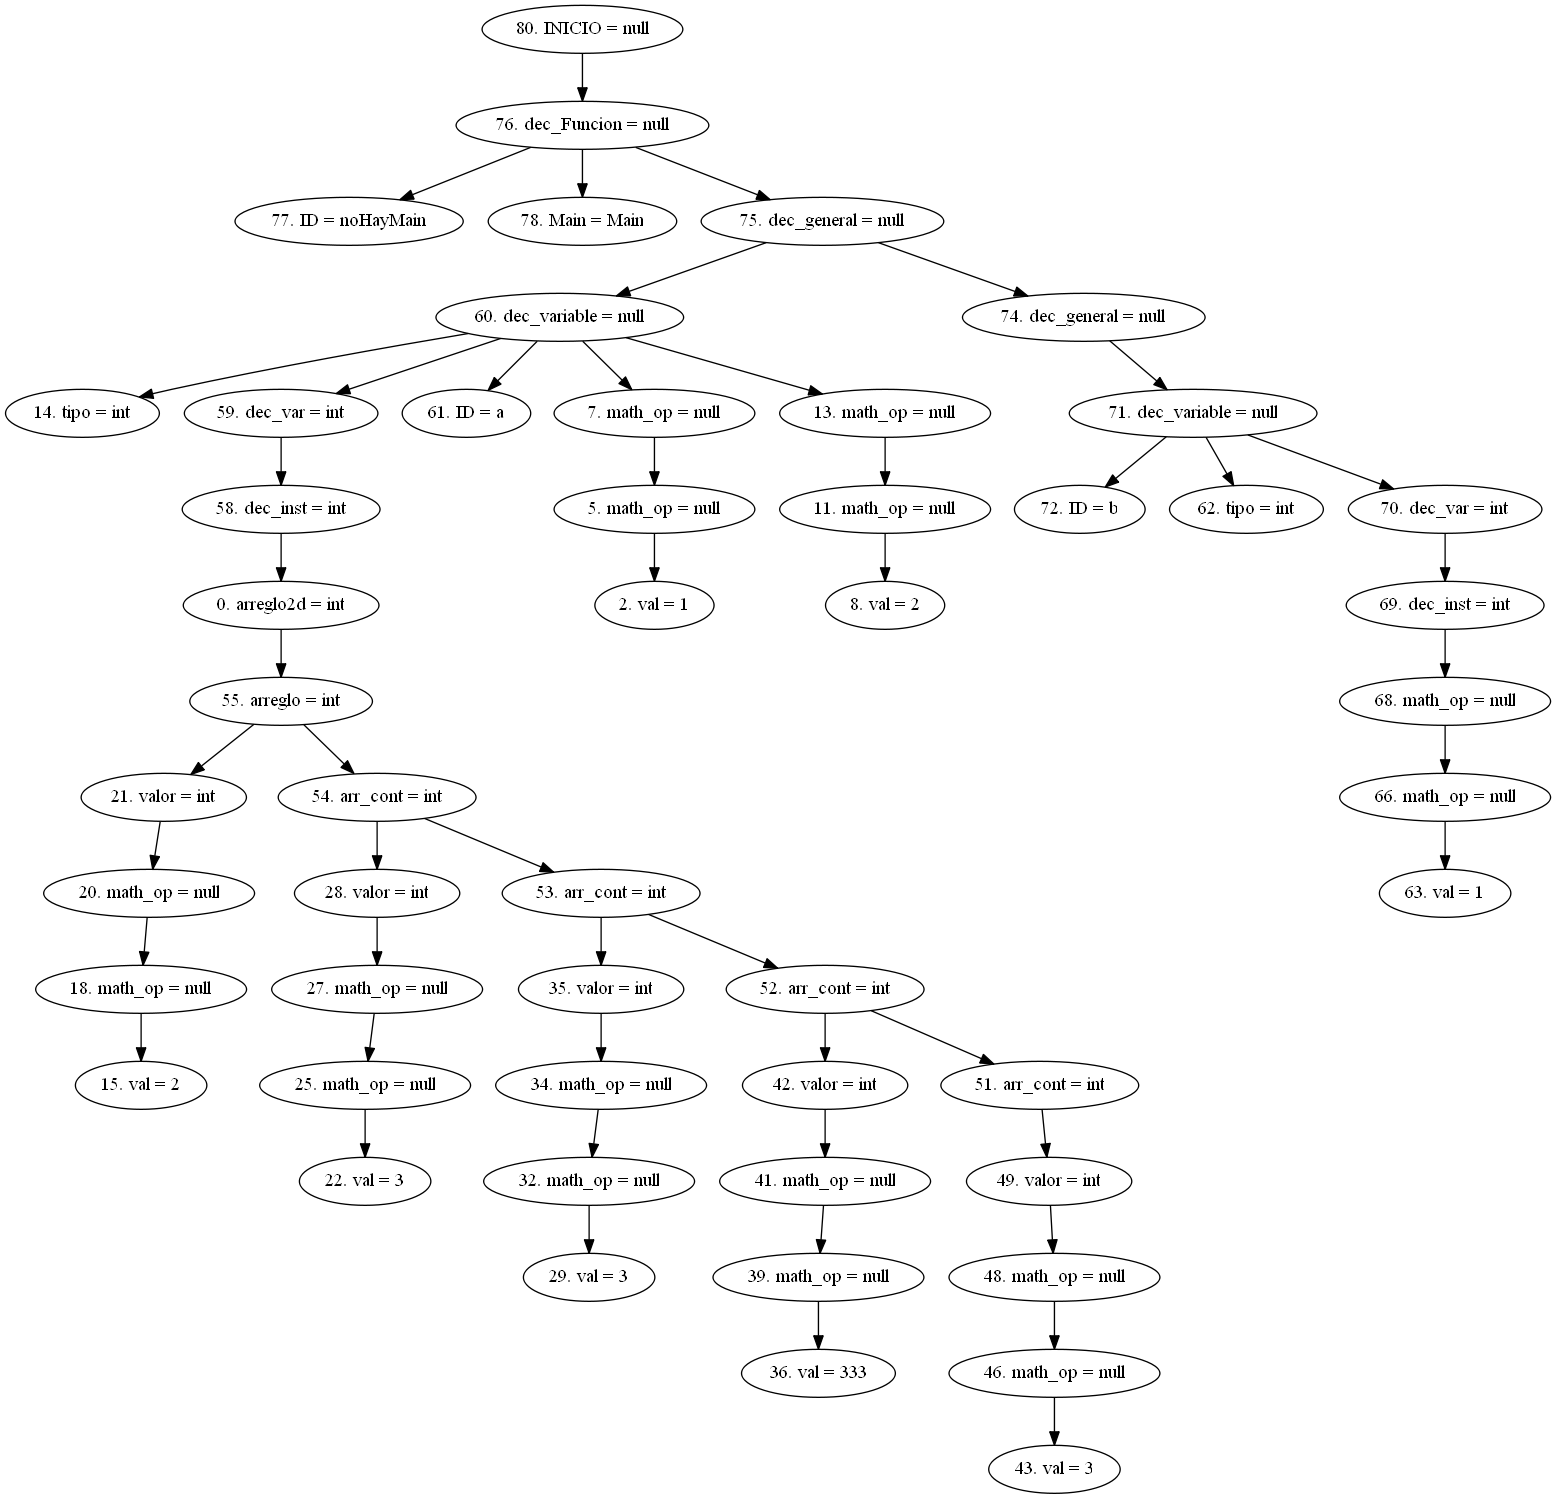 80. INICIO = null
76. dec_Funcion = null
77. ID = noHayMain
78. Main = Main
75. dec_general = null
60. dec_variable = null
74. dec_general = null
14. tipo = int
59. dec_var = int
61. ID = a
7. math_op = null
13. math_op = null
71. dec_variable = null
58. dec_inst = int
5. math_op = null
11. math_op = null
72. ID = b
62. tipo = int
70. dec_var = int
0. arreglo2d = int
2. val = 1
8. val = 2
69. dec_inst = int
55. arreglo = int
68. math_op = null
21. valor = int
54. arr_cont = int
66. math_op = null
20. math_op = null
28. valor = int
53. arr_cont = int
63. val = 1
18. math_op = null
27. math_op = null
35. valor = int
52. arr_cont = int
15. val = 2
25. math_op = null
34. math_op = null
42. valor = int
51. arr_cont = int
22. val = 3
32. math_op = null
41. math_op = null
49. valor = int
29. val = 3
39. math_op = null
48. math_op = null
36. val = 333
46. math_op = null
43. val = 3